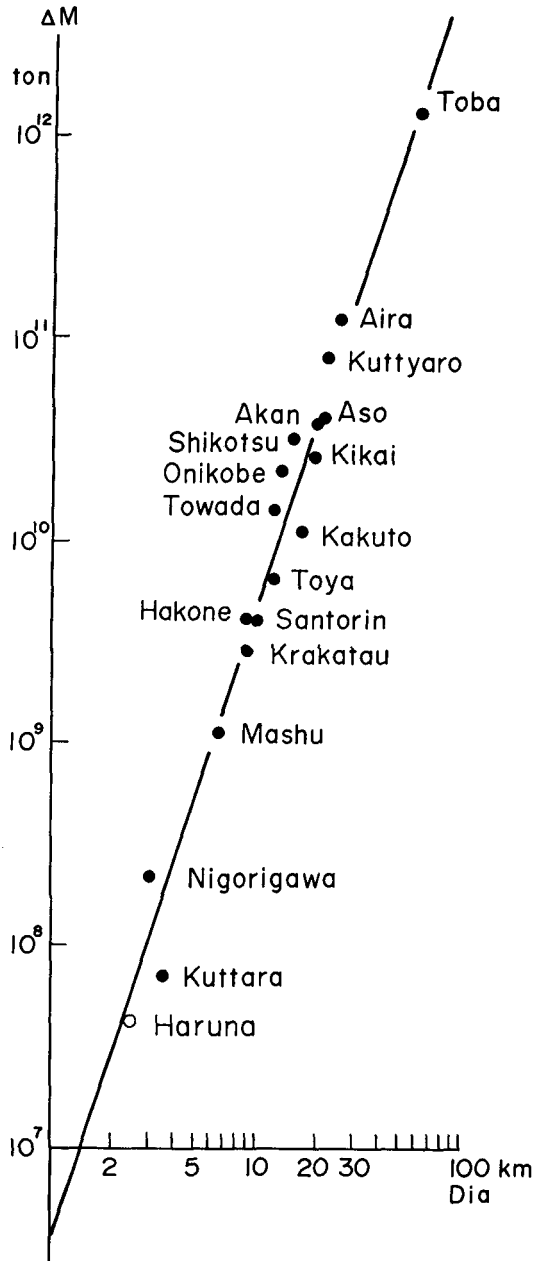 ΔM
ton
10¹²
Toba
10¹¹
Aira
Kuttyaro
Akan
Aso
Shikotsu
Kikai
Onikobe
Towada
10¹⁰
Kakuto
Toya
Hakone
Santorin
Krakatau
10⁹
Mashu
Nigorigawa
10⁸
Kuttara
Haruna
10⁷
2 5 10 20 30 100 km
Dia